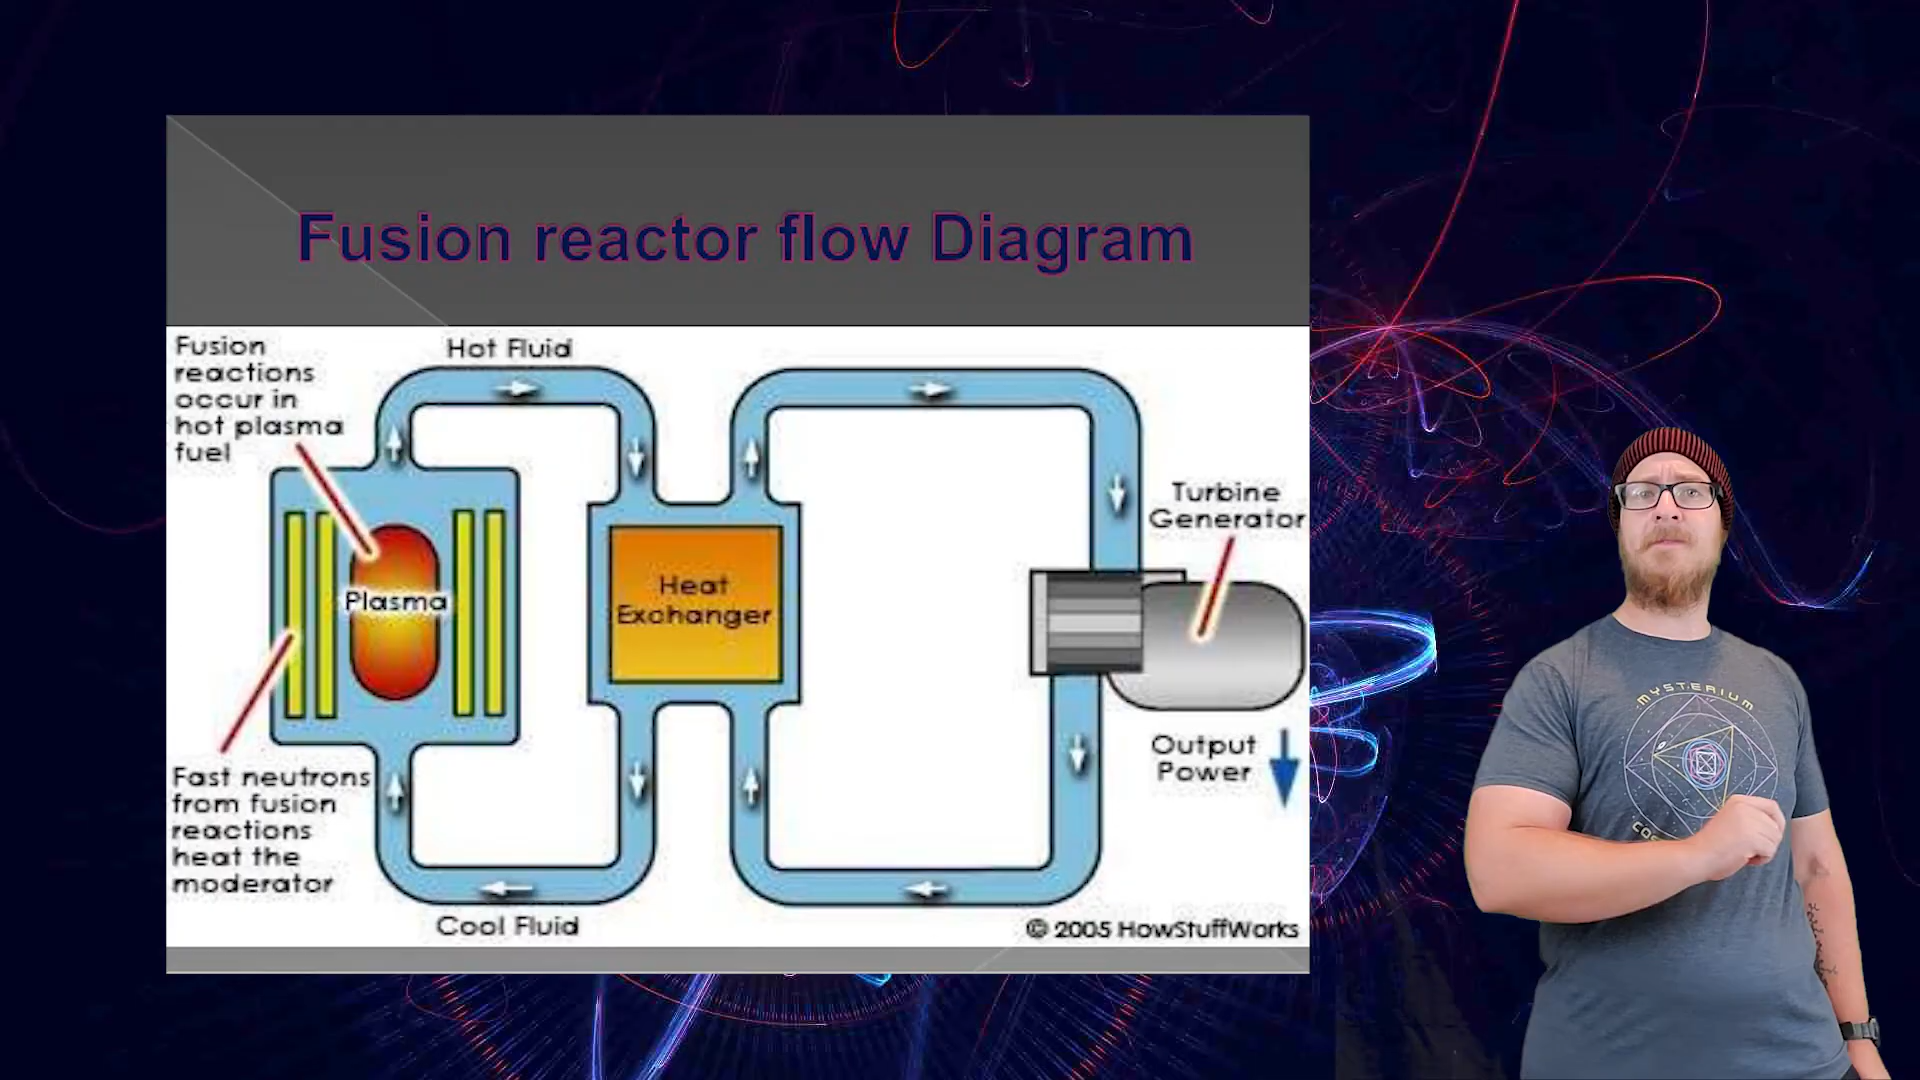 Fusion reactor flow Diagram
Fusion
reactions
occur in
hot plasma
fuel
Hot Fluid
Plasma
Heat
Exchanger
Turbine
Generator
Output
Power
Fast neutrons
from fusion
reactions
heat the
moderator
Cool Fluid
© 2005 HowStuffWorks
MYSTERIUM